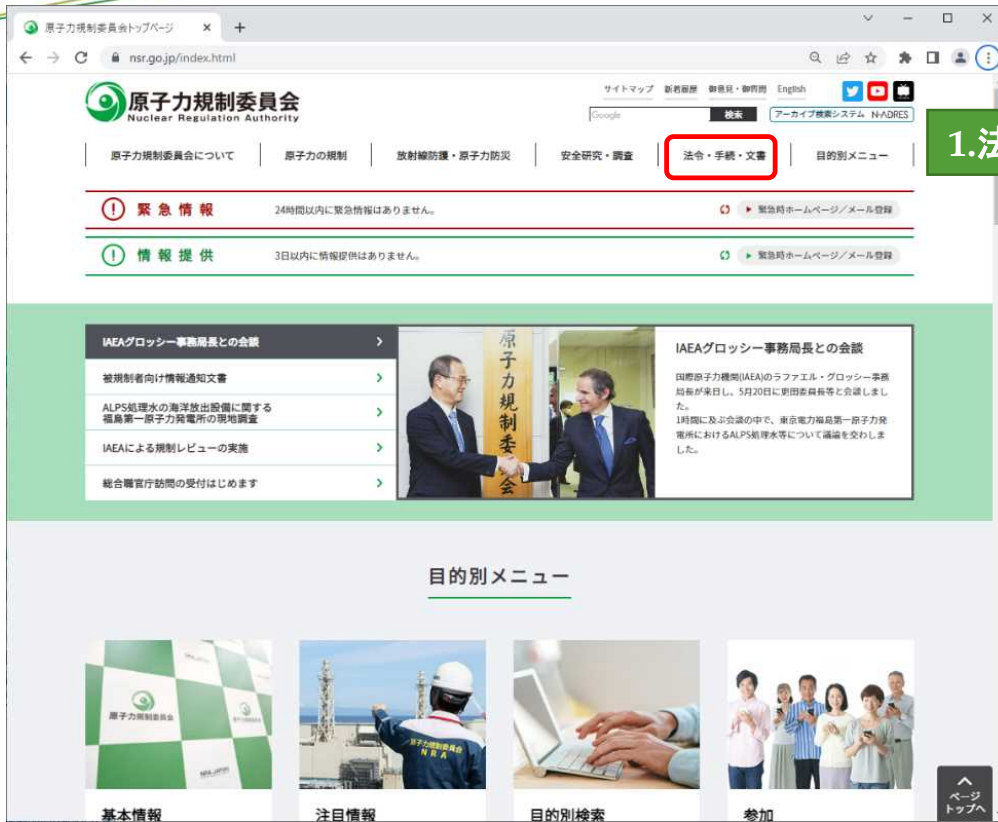 原子力規制委員会トップページ
nsr.go.jp/index.html
原子力規制委員会
Nuclear Regulation Authority
サイトマップ 新着履歴 御意見・御質問 English
Google 検索 アーカイブ検索システム N-ADRES
原子力規制委員会について 原子力の規制 放射線防護・原子力防災 安全研究・調査 法令・手続・文書 目的別メニュー
1.法
緊急情報 24時間以内に緊急情報はありません。 緊急時ホームページ/メール登録
情報提供 3日以内に情報提供はありません。 緊急時ホームページ/メール登録
IAEAグロッシー事務局長との会談
被規制者向け情報通知文書
ALPS処理水の海洋放出設備に関する
福島第一原子力発電所の現地調査
IAEAによる規制レビューの実施
総合職官庁訪問の受付はじめます
原子力規制委員会
IAEAグロッシー事務局長との会談
国際原子力機関(IAEA)のラファエル・グロッシー事務
局長が来日し、5月20日に更田委員長等と会談しまし
た。
1時間に及ぶ会談の中で、東京電力福島第一原子力発
電所におけるALPS処理水等について議論を交わしま
した。
目的別メニュー
原子力規制委員会
原子力規制委員会
NRA
基本情報
注目情報
目的別検索
参加
ページ
トップへ